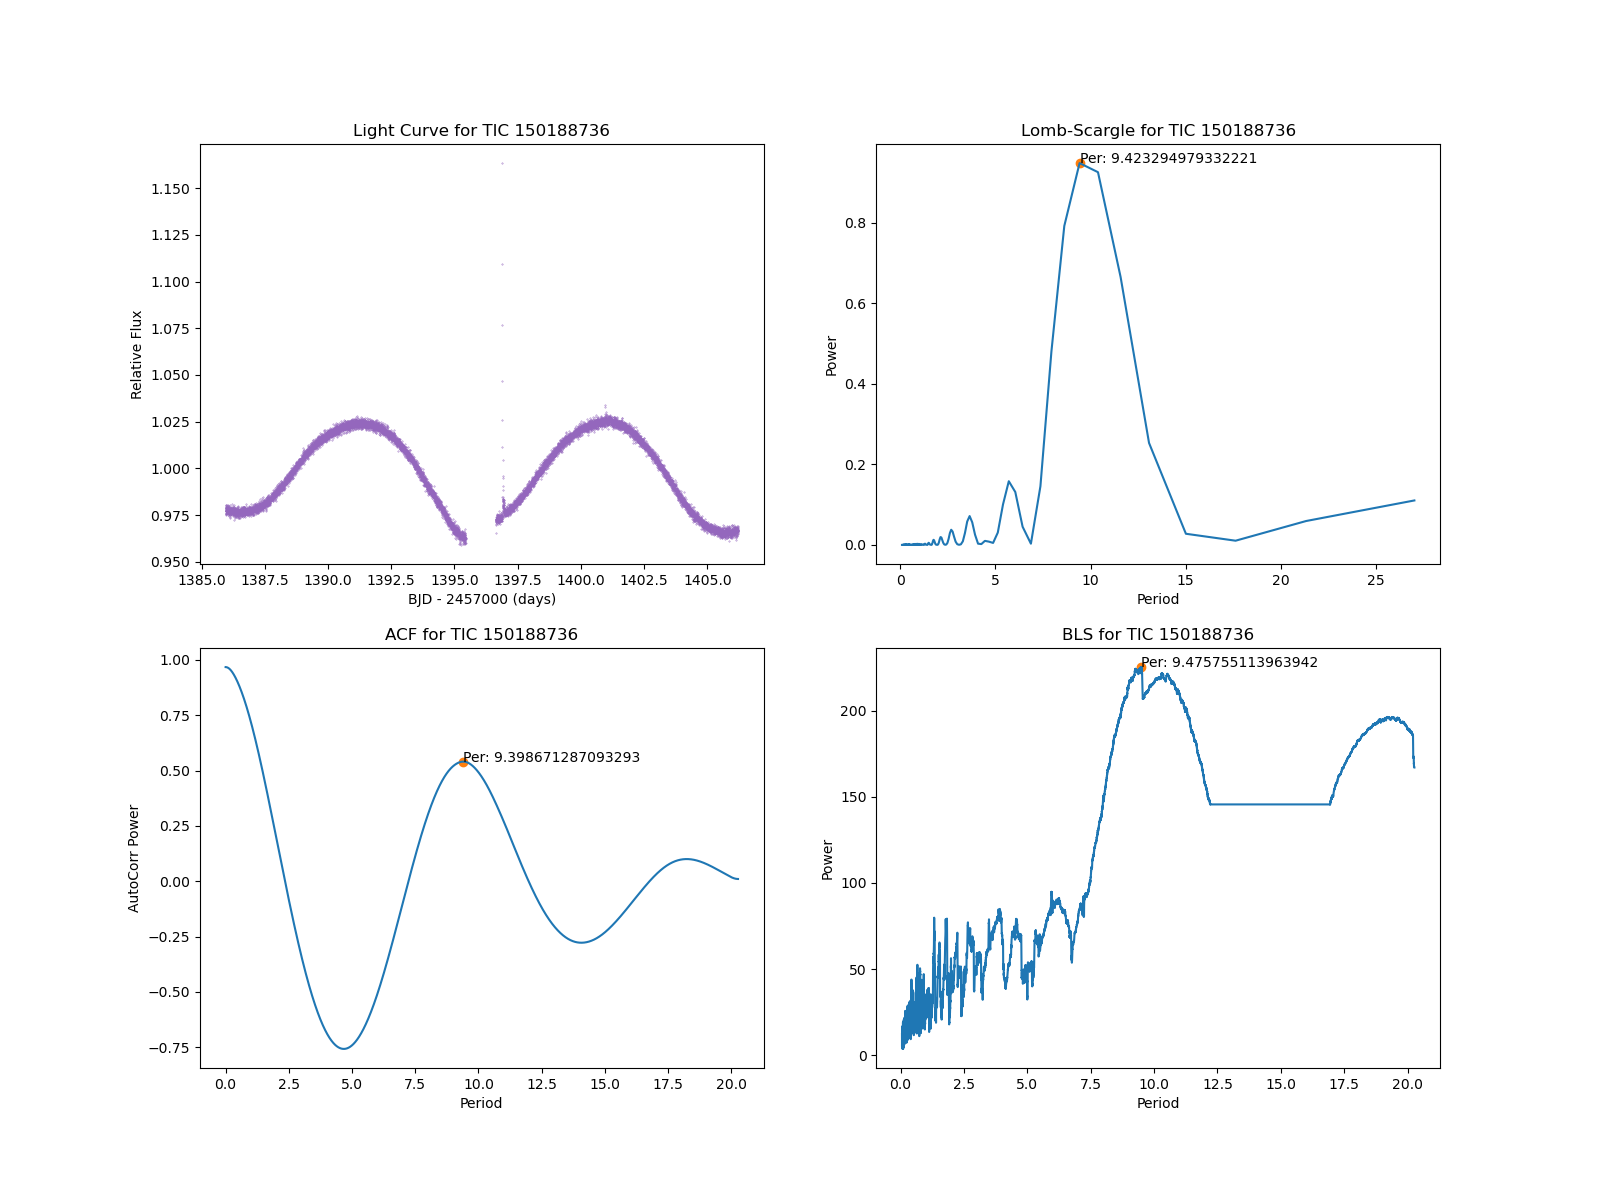 Light Curve for TIC 150188736
Relative Flux
1.150
1.125
1.100
1.075
1.050
1.025
1.000
0.975
0.950
1385.0 1387.5 1390.0 1392.5 1395.0 1397.5 1400.0 1402.5 1405.0
BJD - 2457000 (days)
Lomb-Scargle for TIC 150188736
Per: 9.423294979332221
Power
0.8
0.6
0.4
0.2
0.0
0 5 10 15 20 25
Period
ACF for TIC 150188736
Per: 9.398671287093293
AutoCorr Power
1.00
0.75
0.50
0.25
0.00
−0.25
−0.50
−0.75
0.0 2.5 5.0 7.5 10.0 12.5 15.0 17.5 20.0
Period
BLS for TIC 150188736
Per: 9.475755113963942
Power
200
150
100
50
0
0.0 2.5 5.0 7.5 10.0 12.5 15.0 17.5 20.0
Period